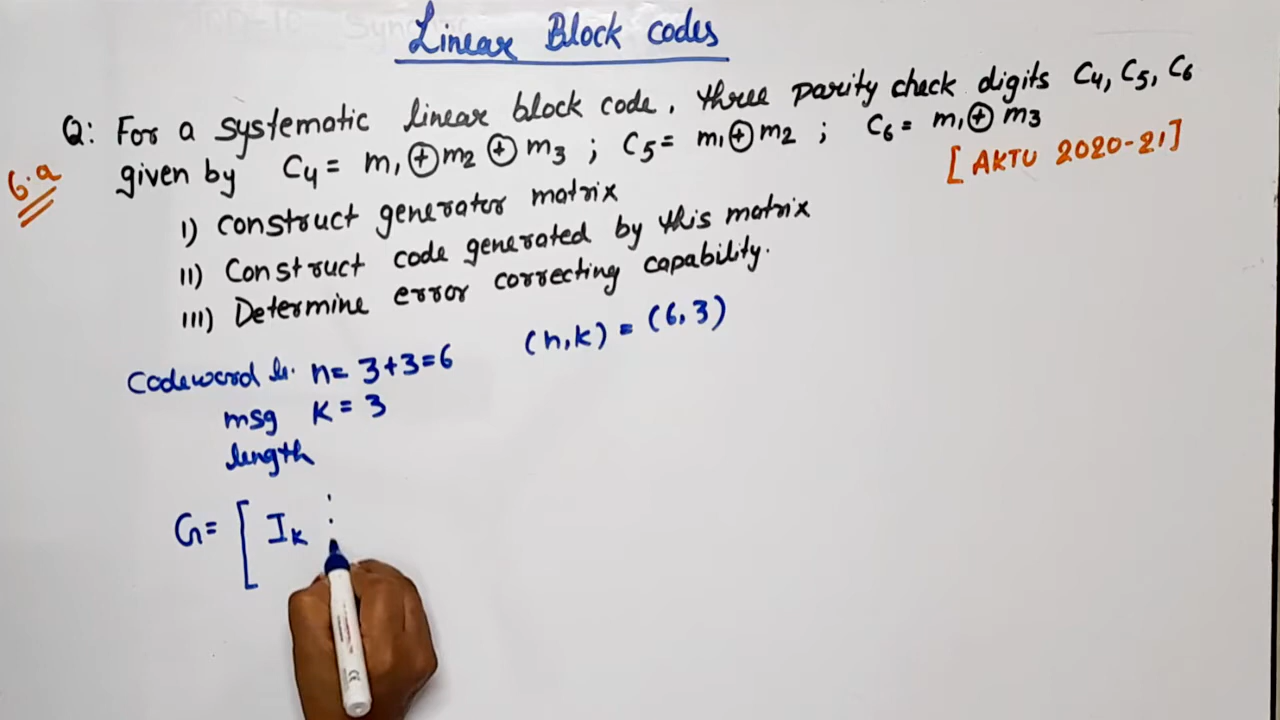 Linear Block codes
Q: For a systematic linear block code, three parity check digits C4, C5, C6
6.a
given by C4 = m1 ⊕ m2 ⊕ m3 ; C5 = m1 ⊕ m2 ; C6 = m1 ⊕ m3
[AKTU 2020-21]
i) Construct generator matrix
ii) Construct code generated by this matrix
iii) Determine error correcting capability.
Codeword le. n= 3+3=6 (n,k) = (6,3)
msg k = 3
length
G= [ Ik :